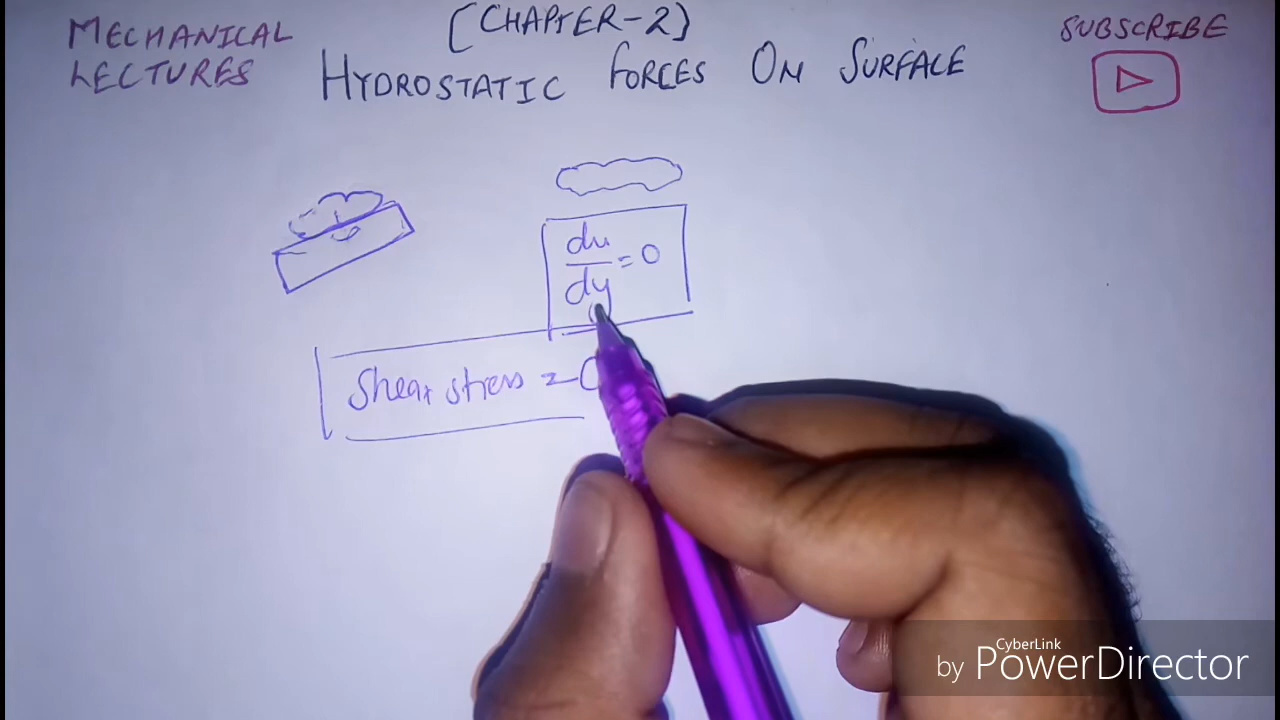 [CHAPTER-2]
MECHANICAL
LECTURES
HYDROSTATIC FORCES ON SURFACE
SUBSCRIBE
du
dy
=0
Shear stress = 0
CyberLink
by PowerDirector